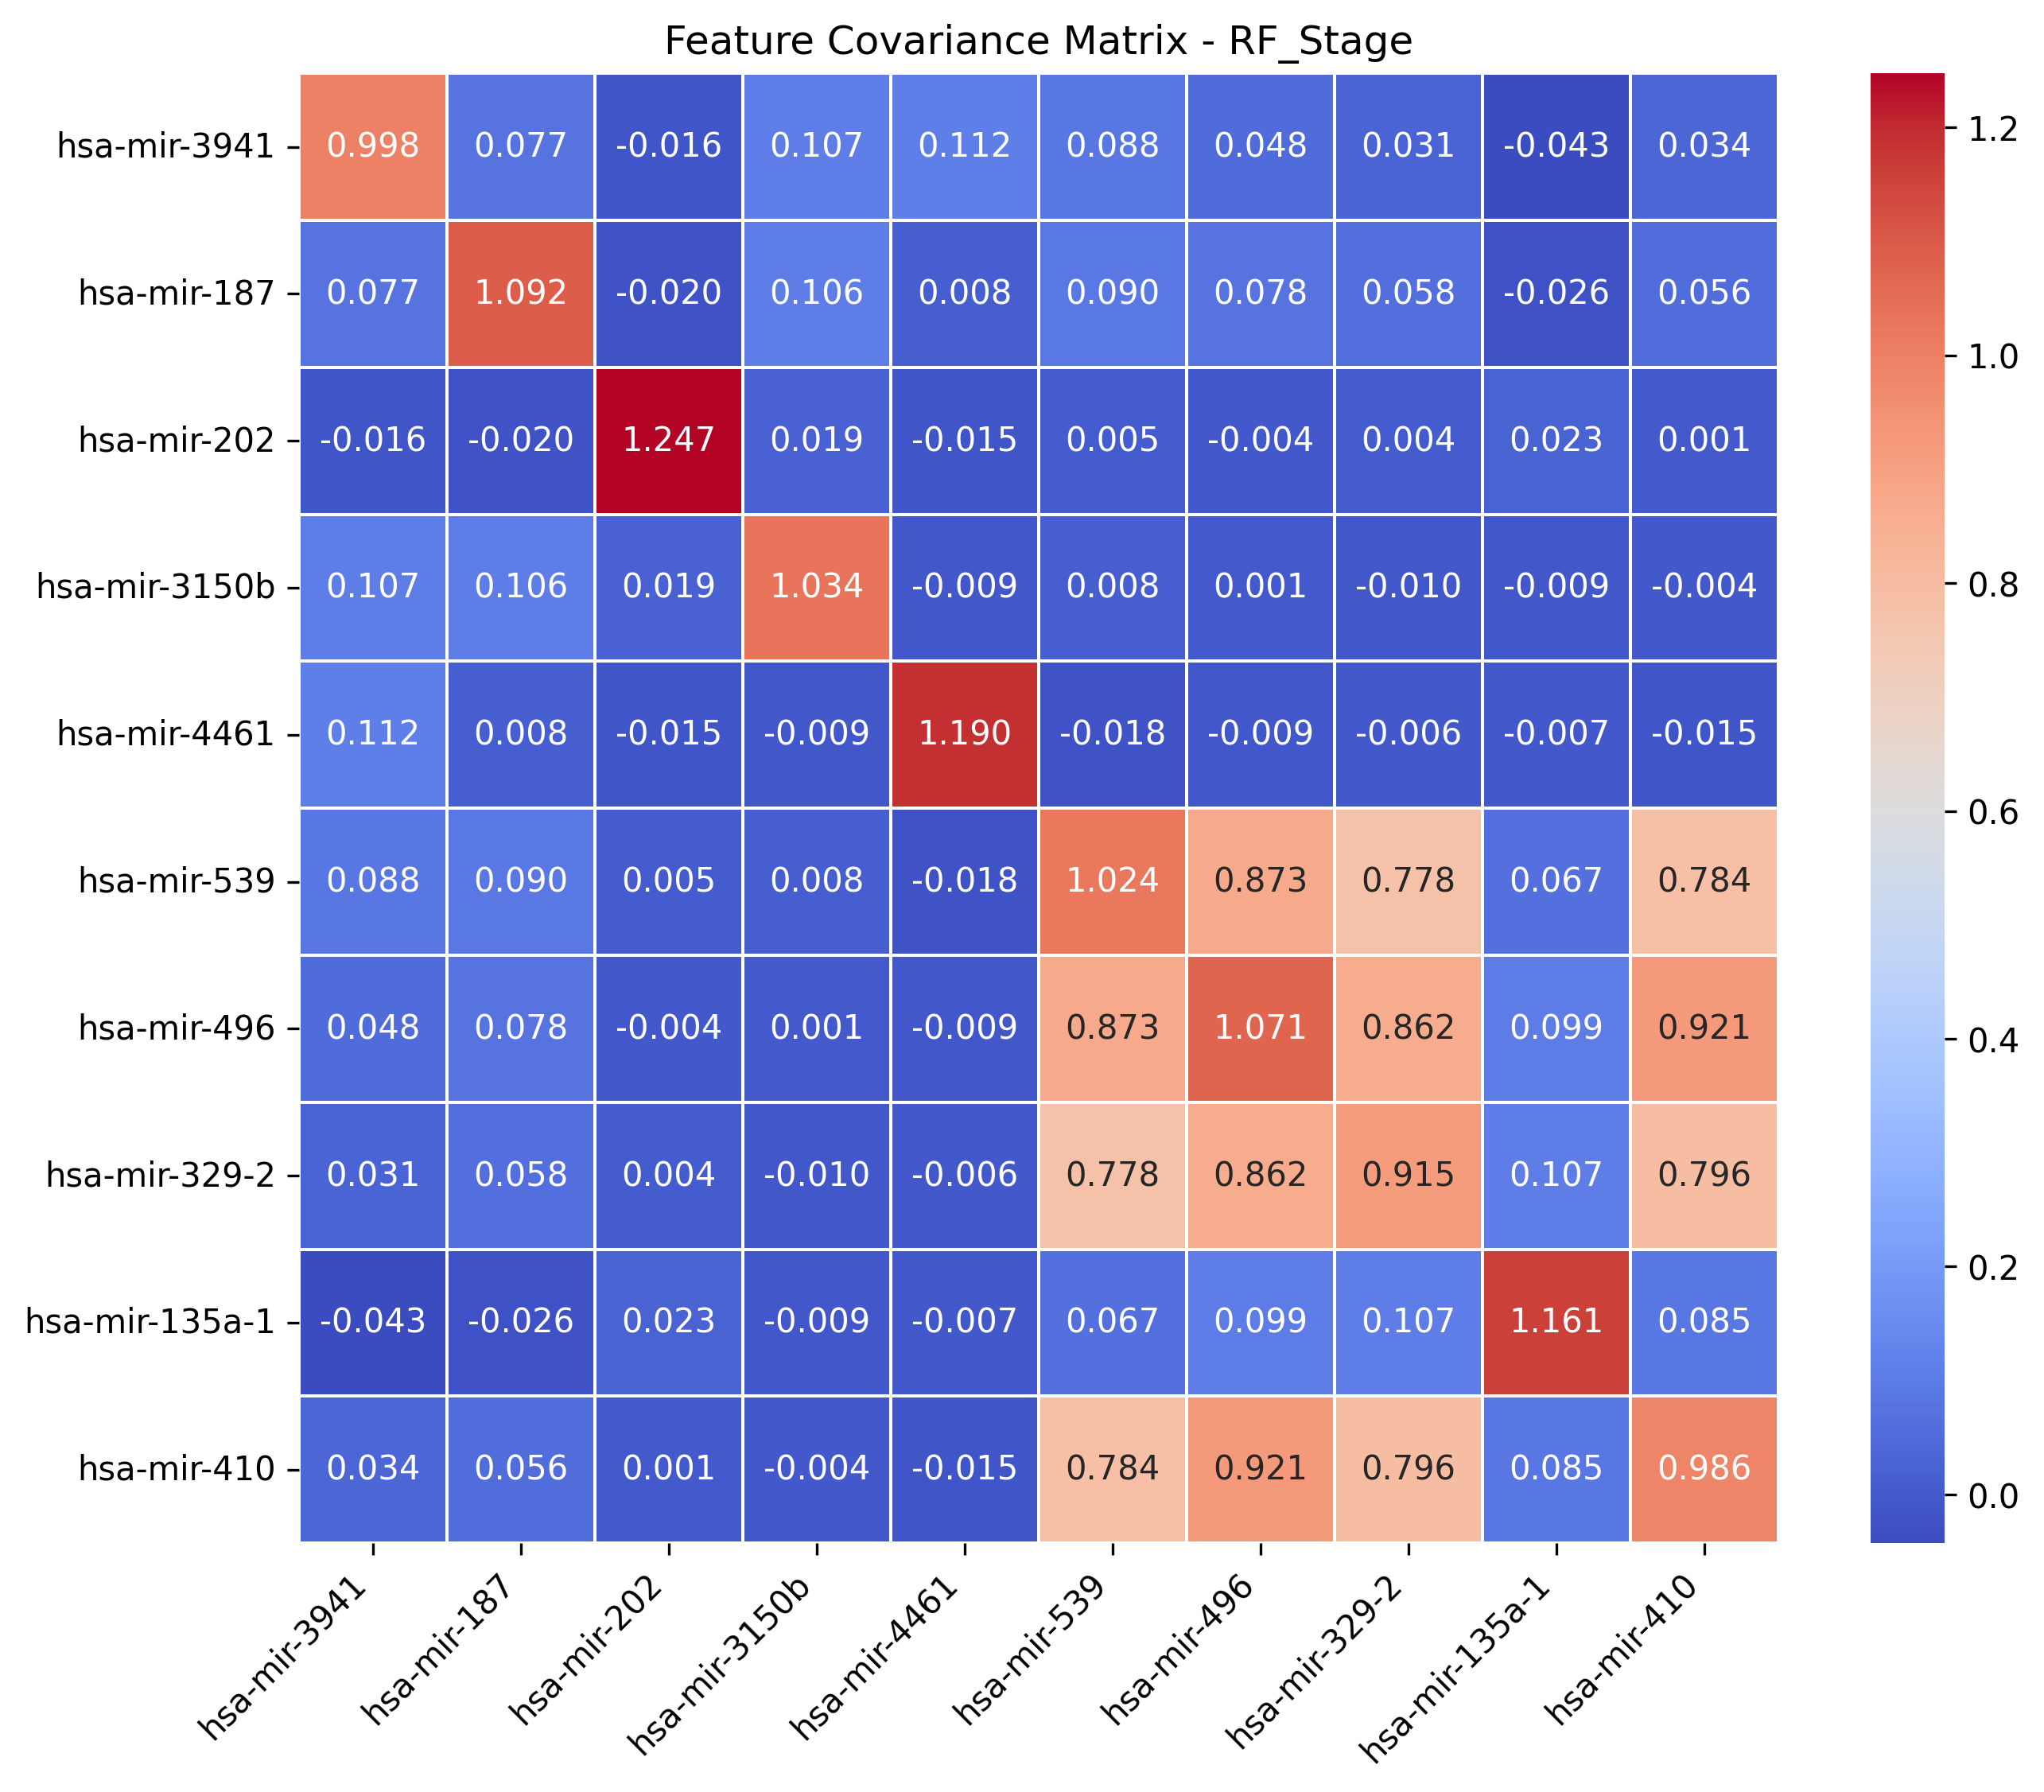 Feature Covariance Matrix - RF_Stage
hsa-mir-3941 0.998 0.077 -0.016 0.107 0.112 0.088 0.048 0.031 -0.043 0.034
hsa-mir-187 0.077 1.092 -0.020 0.106 0.008 0.090 0.078 0.058 -0.026 0.056
hsa-mir-202 -0.016 -0.020 1.247 0.019 -0.015 0.005 -0.004 0.004 0.023 0.001
hsa-mir-3150b 0.107 0.106 0.019 1.034 -0.009 0.008 0.001 -0.010 -0.009 -0.004
hsa-mir-4461 0.112 0.008 -0.015 -0.009 1.190 -0.018 -0.009 -0.006 -0.007 -0.015
hsa-mir-539 0.088 0.090 0.005 0.008 -0.018 1.024 0.873 0.778 0.067 0.784
hsa-mir-496 0.048 0.078 -0.004 0.001 -0.009 0.873 1.071 0.862 0.099 0.921
hsa-mir-329-2 0.031 0.058 0.004 -0.010 -0.006 0.778 0.862 0.915 0.107 0.796
hsa-mir-135a-1 -0.043 -0.026 0.023 -0.009 -0.007 0.067 0.099 0.107 1.161 0.085
hsa-mir-410 0.034 0.056 0.001 -0.004 -0.015 0.784 0.921 0.796 0.085 0.986
hsa-mir-3941 hsa-mir-187 hsa-mir-202 hsa-mir-3150b hsa-mir-4461 hsa-mir-539 hsa-mir-496 hsa-mir-329-2 hsa-mir-135a-1 hsa-mir-410
1.2
1.0
0.8
0.6
0.4
0.2
0.0